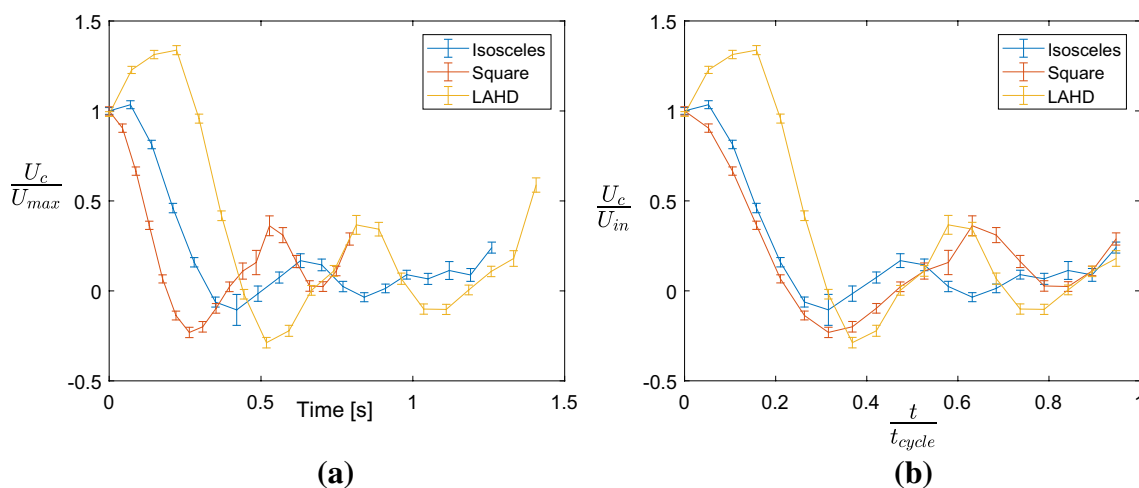 1.5
1
0.5
0
-0.5
U_c
U_max
0
0.5
1
1.5
Time [s]
Isosceles
Square
LAHD
(a)
1.5
1
0.5
0
-0.5
U_c
U_in
0
0.2
0.4
0.6
0.8
1
t
t_cycle
Isosceles
Square
LAHD
(b)